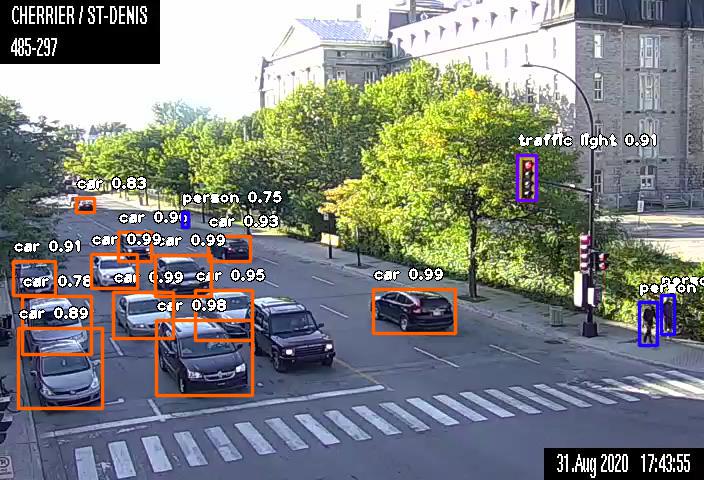 CHERRIER / ST-DENIS
485-297
traffic light 0.91
car 0.83
person 0.75
car 0.90
car 0.93
car 0.99
car 0.99
car 0.91
car 0.78
0.99
car 0.95
car 0.99
car 0.89
car 0.98
person
31.Aug 2020 17:43:55